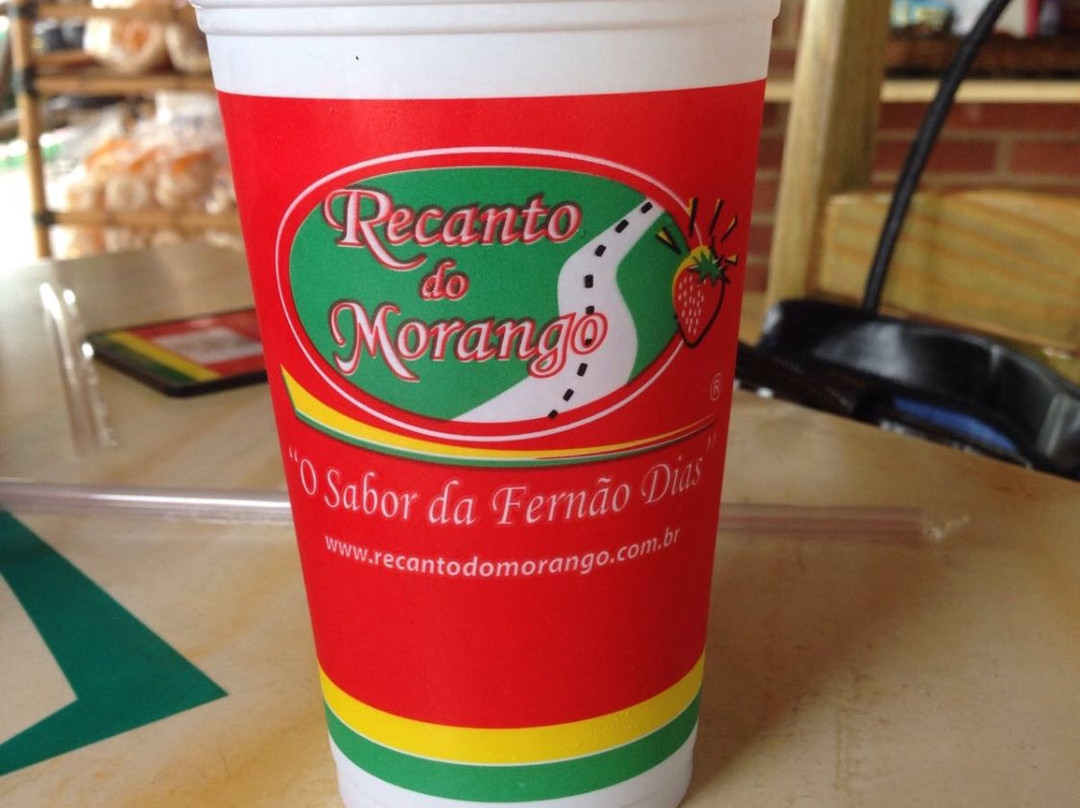 Recanto
do
Morango
®
"O Sabor da Fernão Dias"
www.recantodomorango.com.br